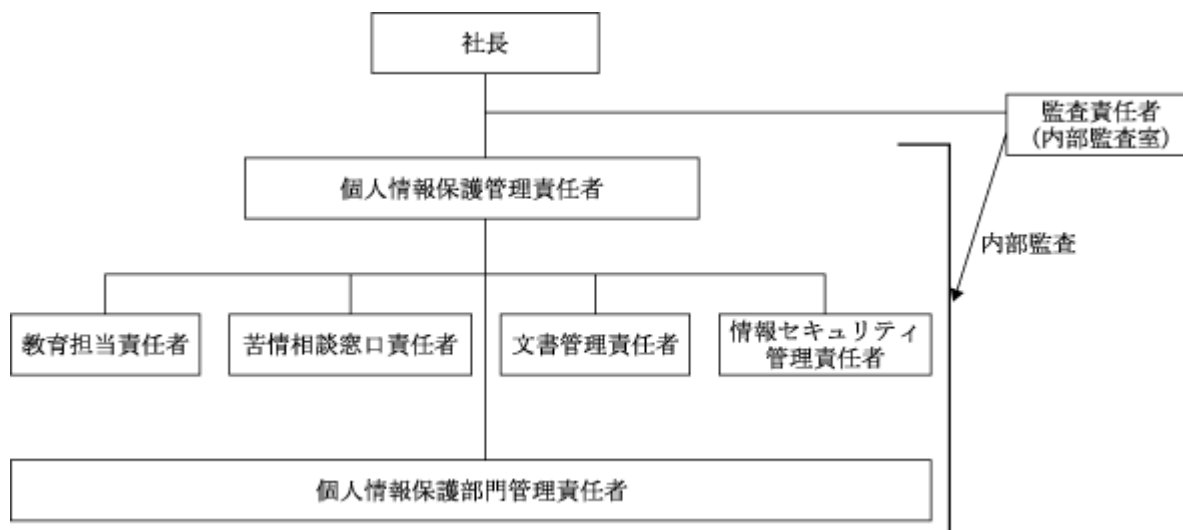 社長
監査責任者
（内部監査室）
個人情報保護管理責任者
内部監査
教育担当責任者
苦情相談窓口責任者
文書管理責任者
情報セキュリティ
管理責任者
個人情報保護部門管理責任者